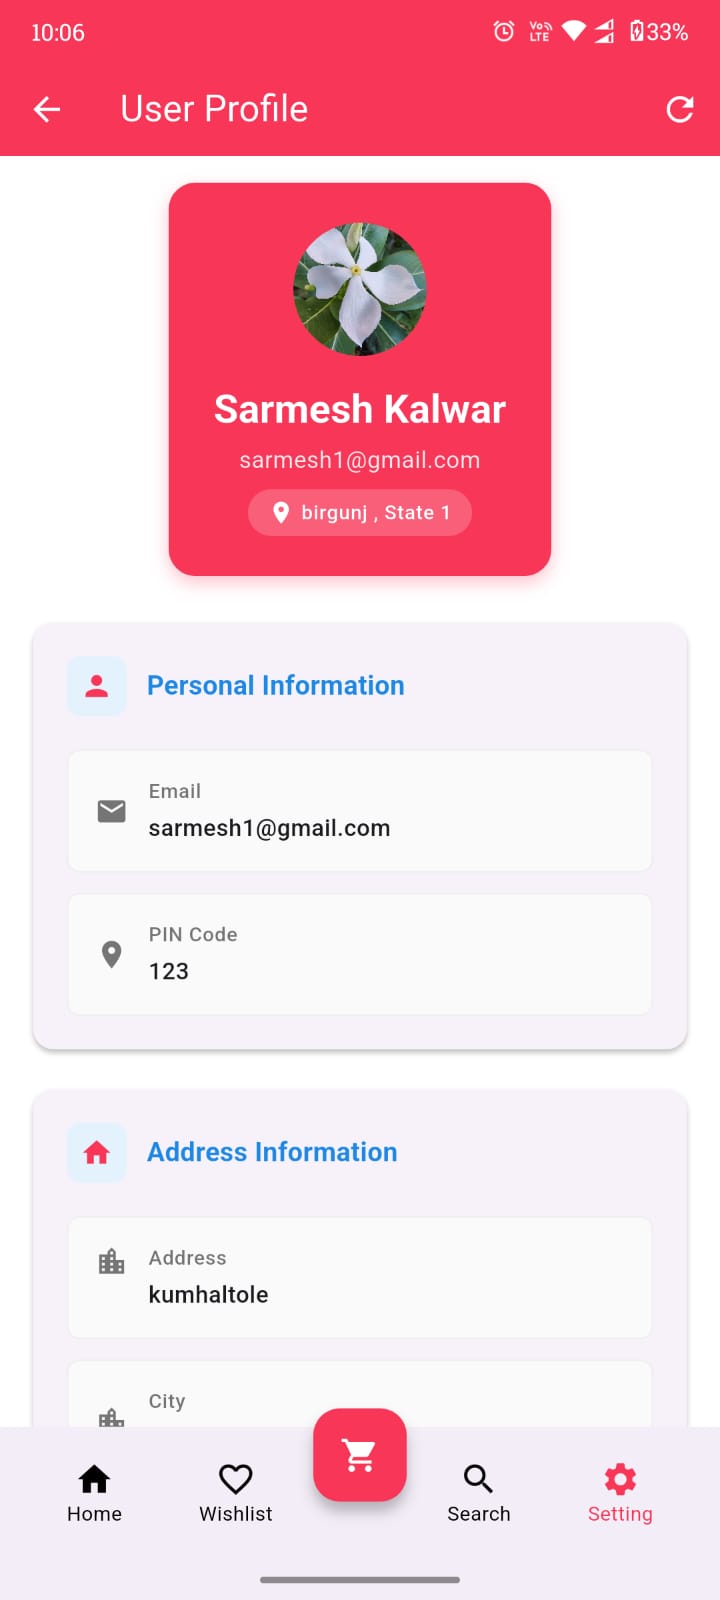 10:06
Vo LTE
33%
User Profile
Sarmesh Kalwar
sarmesh1@gmail.com
birgunj , State 1
Personal Information
Email
sarmesh1@gmail.com
PIN Code
123
Address Information
Address
kumhaltole
City
Home
Wishlist
Search
Setting